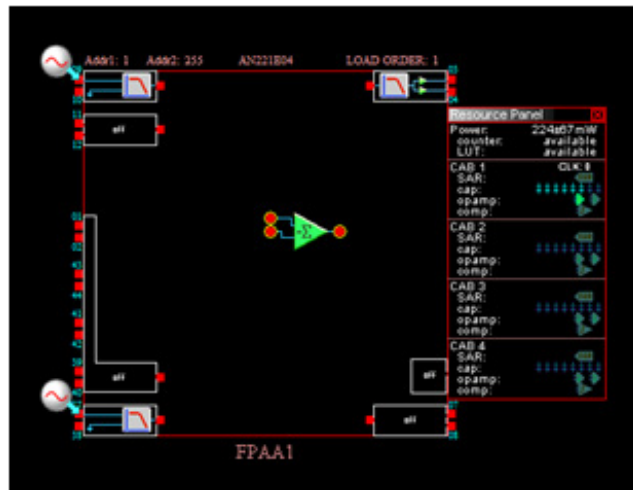 Addr1: 1 Addr2: 255 AN221E04 LOAD ORDER: 1
off
-Σ
off
off
off
FPAA1
Resource Panel
Power: 224±67mW
counter: available
LUT: available
CAB 1 CLK: 0
SAR:
cap:
opamp:
comp:
CAB 2
SAR:
cap:
opamp:
comp:
CAB 3
SAR:
cap:
opamp:
comp:
CAB 4
SAR:
cap:
opamp:
comp: